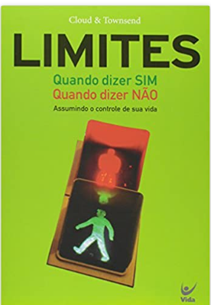 Cloud & Townsend
LIMITES
Quando dizer SIM
Quando dizer NÃO
Assumindo o controle de sua vida
Vida